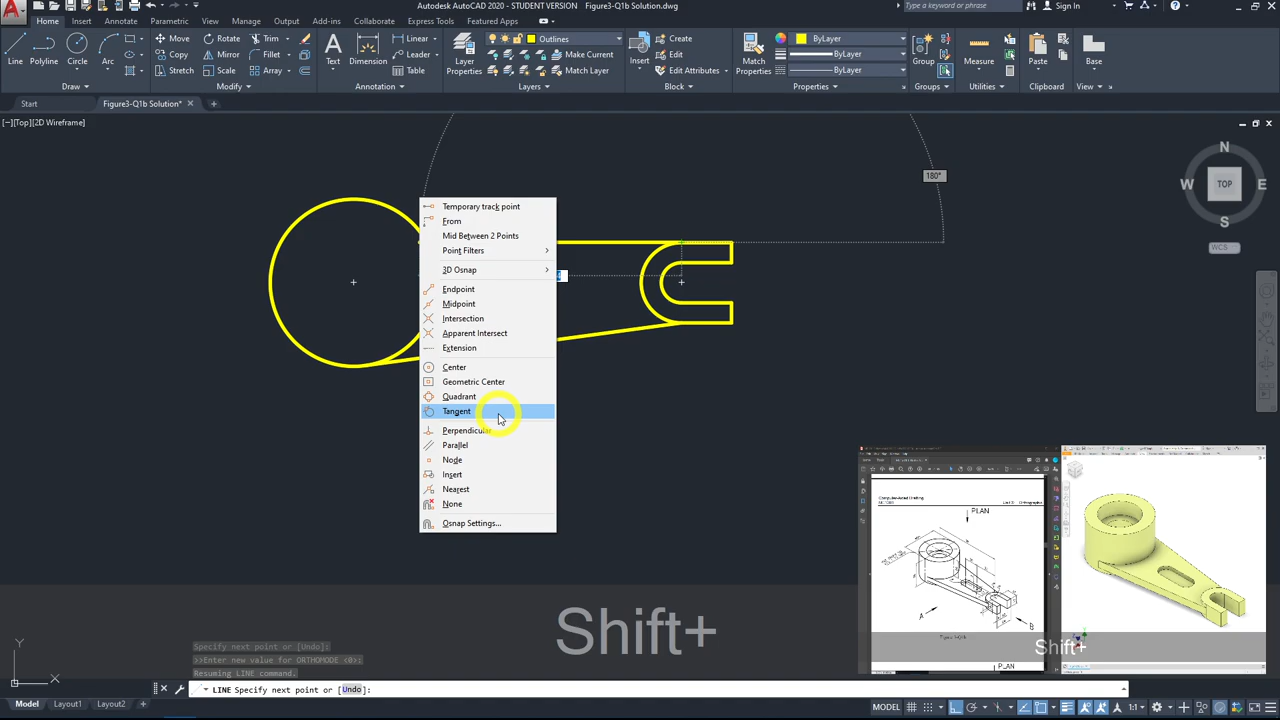 Autodesk AutoCAD 2020 - STUDENT VERSION Figure3-Q1b Solution.dwg
Type a keyword or phrase
Sign In
Home Insert Annotate Parametric View Manage Output Add-ins Collaborate Express Tools Featured Apps
Line Polyline Circle Arc
Move Rotate Trim
Copy Mirror Fillet
Stretch Scale Array
Text Dimension
Linear
Leader
Table
Layer Properties
Outlines
Make Current
Match Layer
Insert
Create
Edit
Edit Attributes
Match Properties
ByLayer
ByLayer
ByLayer
Group
Measure
Paste
Base
Draw Modify Annotation Layers Block Properties Groups Utilities Clipboard View
Start Figure3-Q1b Solution*
[−][Top][2D Wireframe]
N
W TOP E
S
WCS
180°
Temporary track point
From
Mid Between 2 Points
Point Filters
3D Osnap
Endpoint
Midpoint
Intersection
Apparent Intersect
Extension
Center
Geometric Center
Quadrant
Tangent
Perpendicular
Parallel
Node
Insert
Nearest
None
Osnap Settings...
PLAN
A
B
PLAN
Shift+
Shift+
Y
X
Specify next point or [Undo]:
>>Enter new value for ORTHOMODE <0>:
Resuming LINE command.
LINE Specify next point or [Undo]:
Model Layout1 Layout2
MODEL
1:1